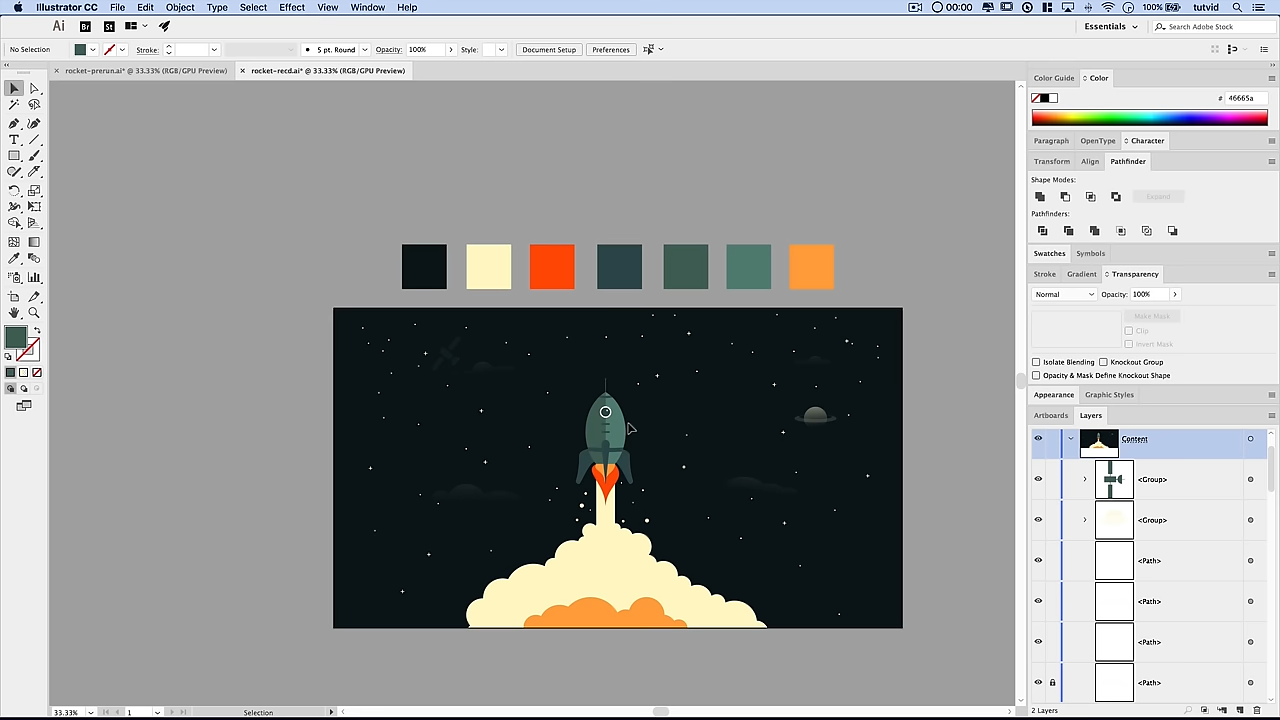 Illustrator CC File Edit Object Type Select Effect View Window Help 00:00 100% tutvid
Ai Br St Essentials Search Adobe Stock
No Selection Stroke: 5 pt. Round Opacity: 100% Style: Document Setup Preferences
rocket-prerun.ai* @ 33.33% (RGB/GPU Preview) rocket-recd.ai* @ 33.33% (RGB/GPU Preview)
Color Guide Color
# 46665a
Paragraph OpenType Character
Transform Align Pathfinder
Shape Modes:
Expand
Pathfinders:
Swatches Symbols
Stroke Gradient Transparency
Normal Opacity: 100%
Make Mask
Clip
Invert Mask
Isolate Blending Knockout Group
Opacity & Mask Define Knockout Shape
Appearance Graphic Styles
Artboards Layers
Content
<Group>
<Group>
<Path>
<Path>
<Path>
<Path>
33.33% 1 Selection 2 Layers